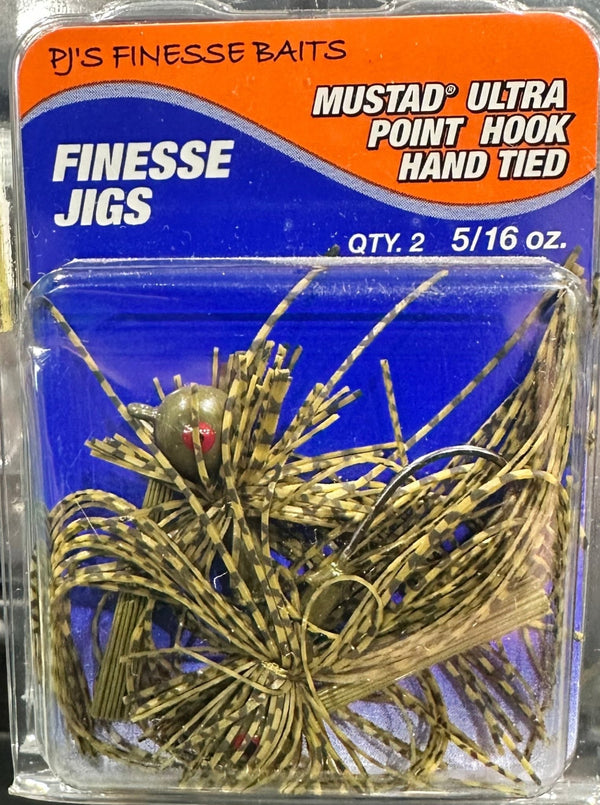 PJ'S FINESSE BAITS
MUSTAD® ULTRA
POINT HOOK
HAND TIED
FINESSE
JIGS
QTY. 2 5/16 oz.